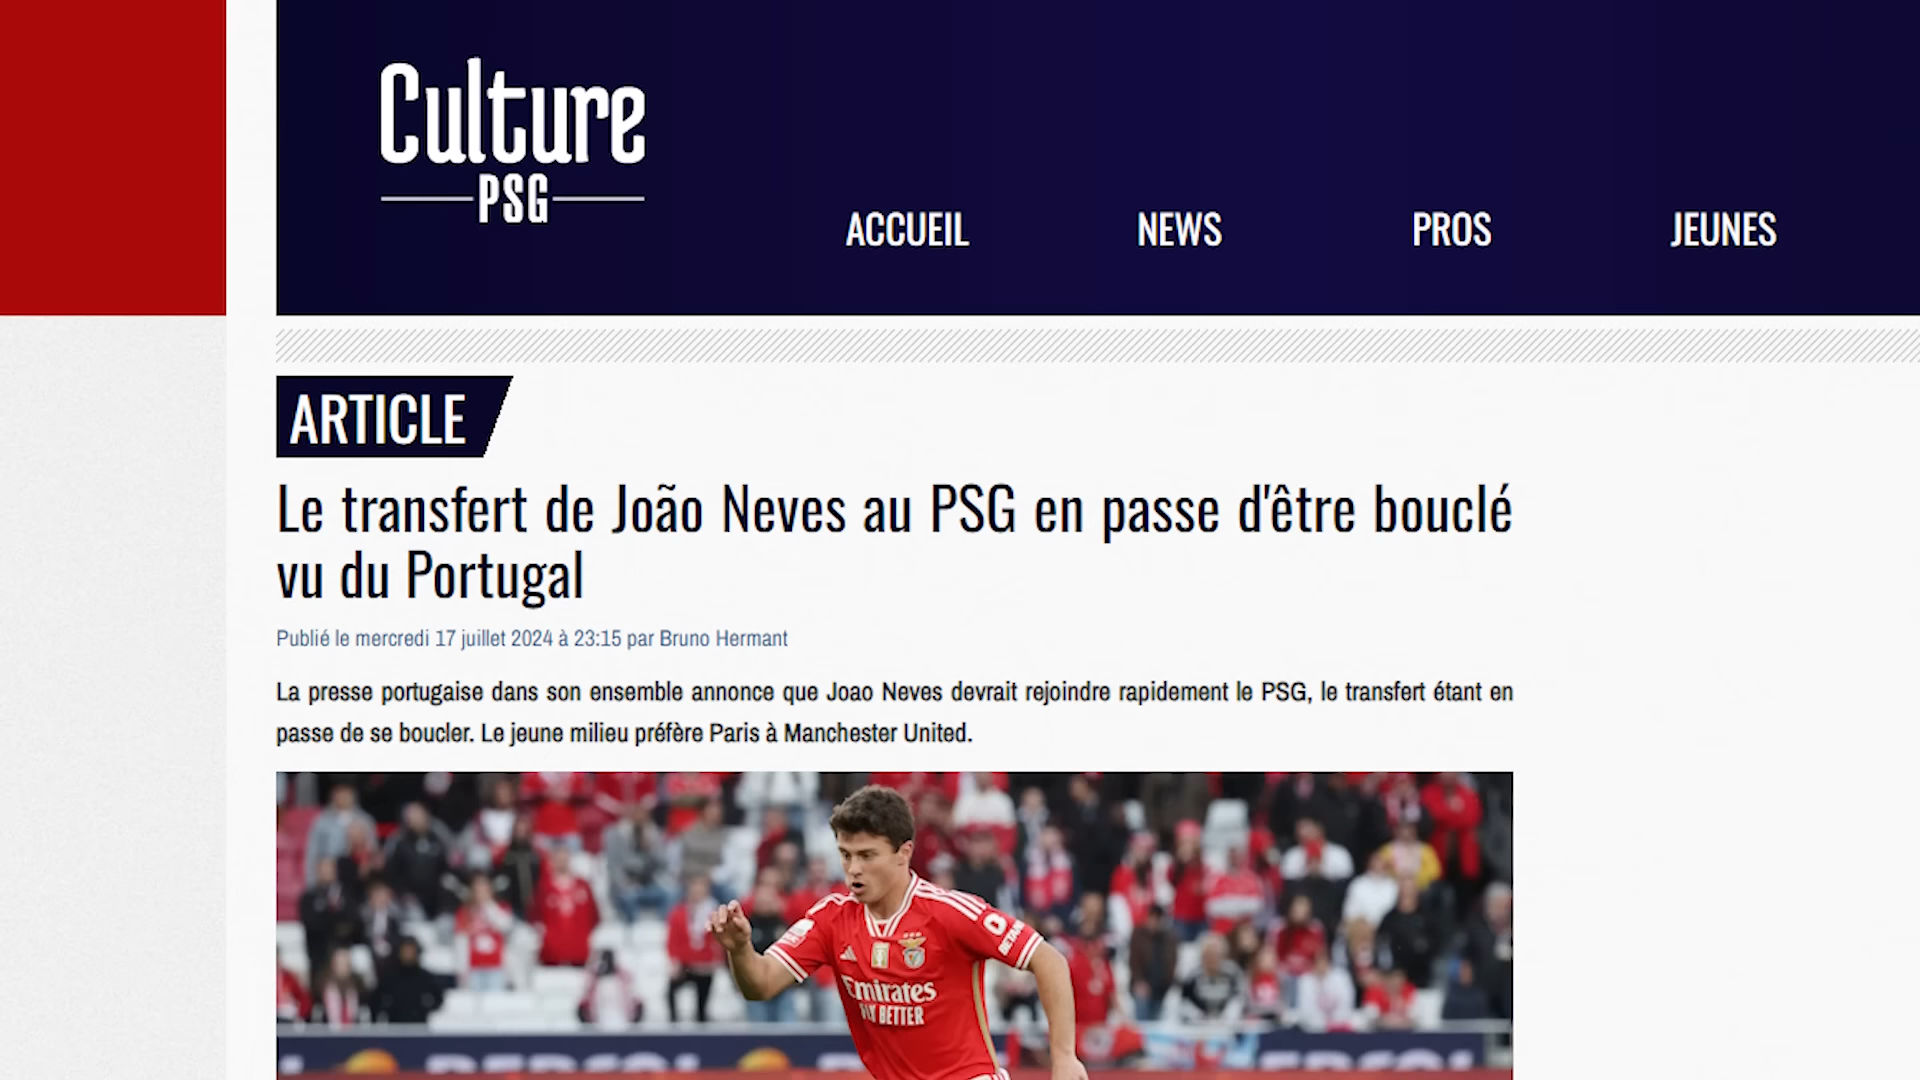 Culture
PSG
ACCUEIL NEWS PROS JEUNES
ARTICLE
Le transfert de João Neves au PSG en passe d'être bouclé
vu du Portugal
Publié le mercredi 17 juillet 2024 à 23:15 par Bruno Hermant
La presse portugaise dans son ensemble annonce que Joao Neves devrait rejoindre rapidement le PSG, le transfert étant en
passe de se boucler. Le jeune milieu préfère Paris à Manchester United.
Emirates
FLY BETTER